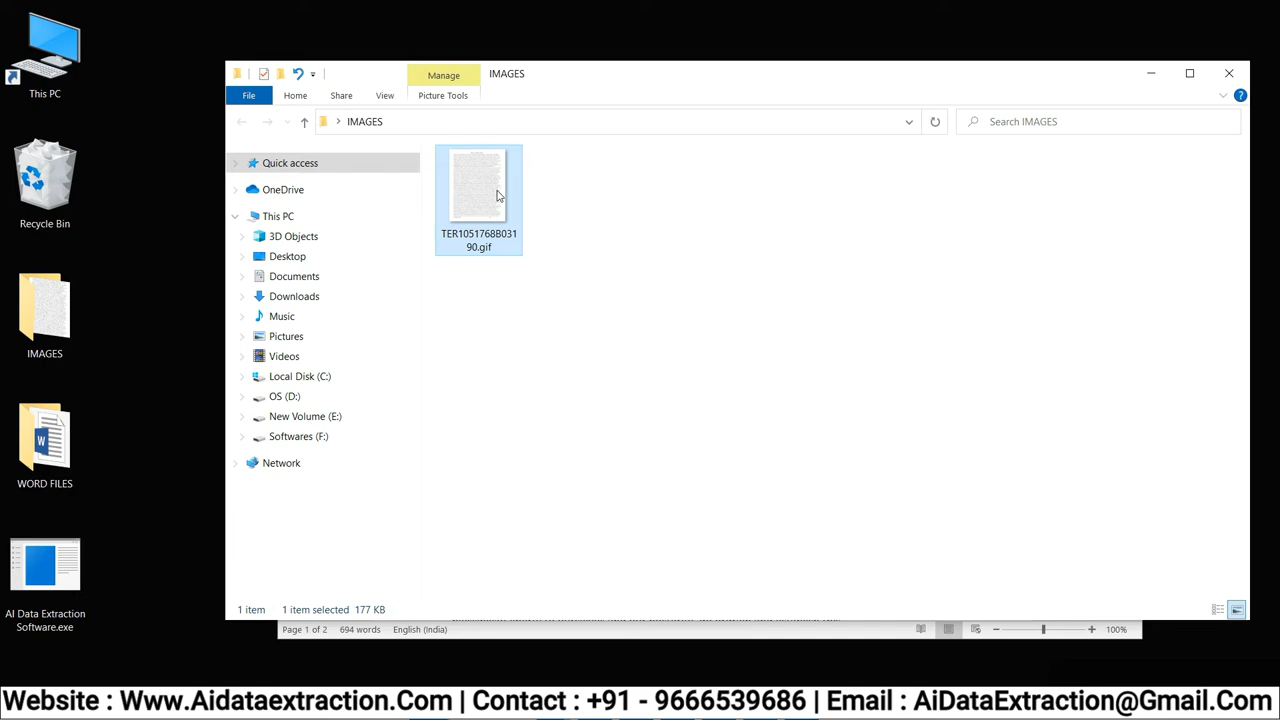 This PC
Recycle Bin
IMAGES
WORD FILES
AI Data Extraction
Software.exe
Manage
IMAGES
File
Home
Share
View
Picture Tools
IMAGES
Search IMAGES
Quick access
OneDrive
This PC
3D Objects
Desktop
Documents
Downloads
Music
Pictures
Videos
Local Disk (C:)
OS (D:)
New Volume (E:)
Softwares (F:)
Network
TER1051768B031
90.gif
1 item
1 item selected 177 KB
Page 1 of 2
694 words
English (India)
100%
Website : Www.Aidataextraction.Com | Contact : +91 - 9666539686 | Email : AiDataExtraction@Gmail.Com